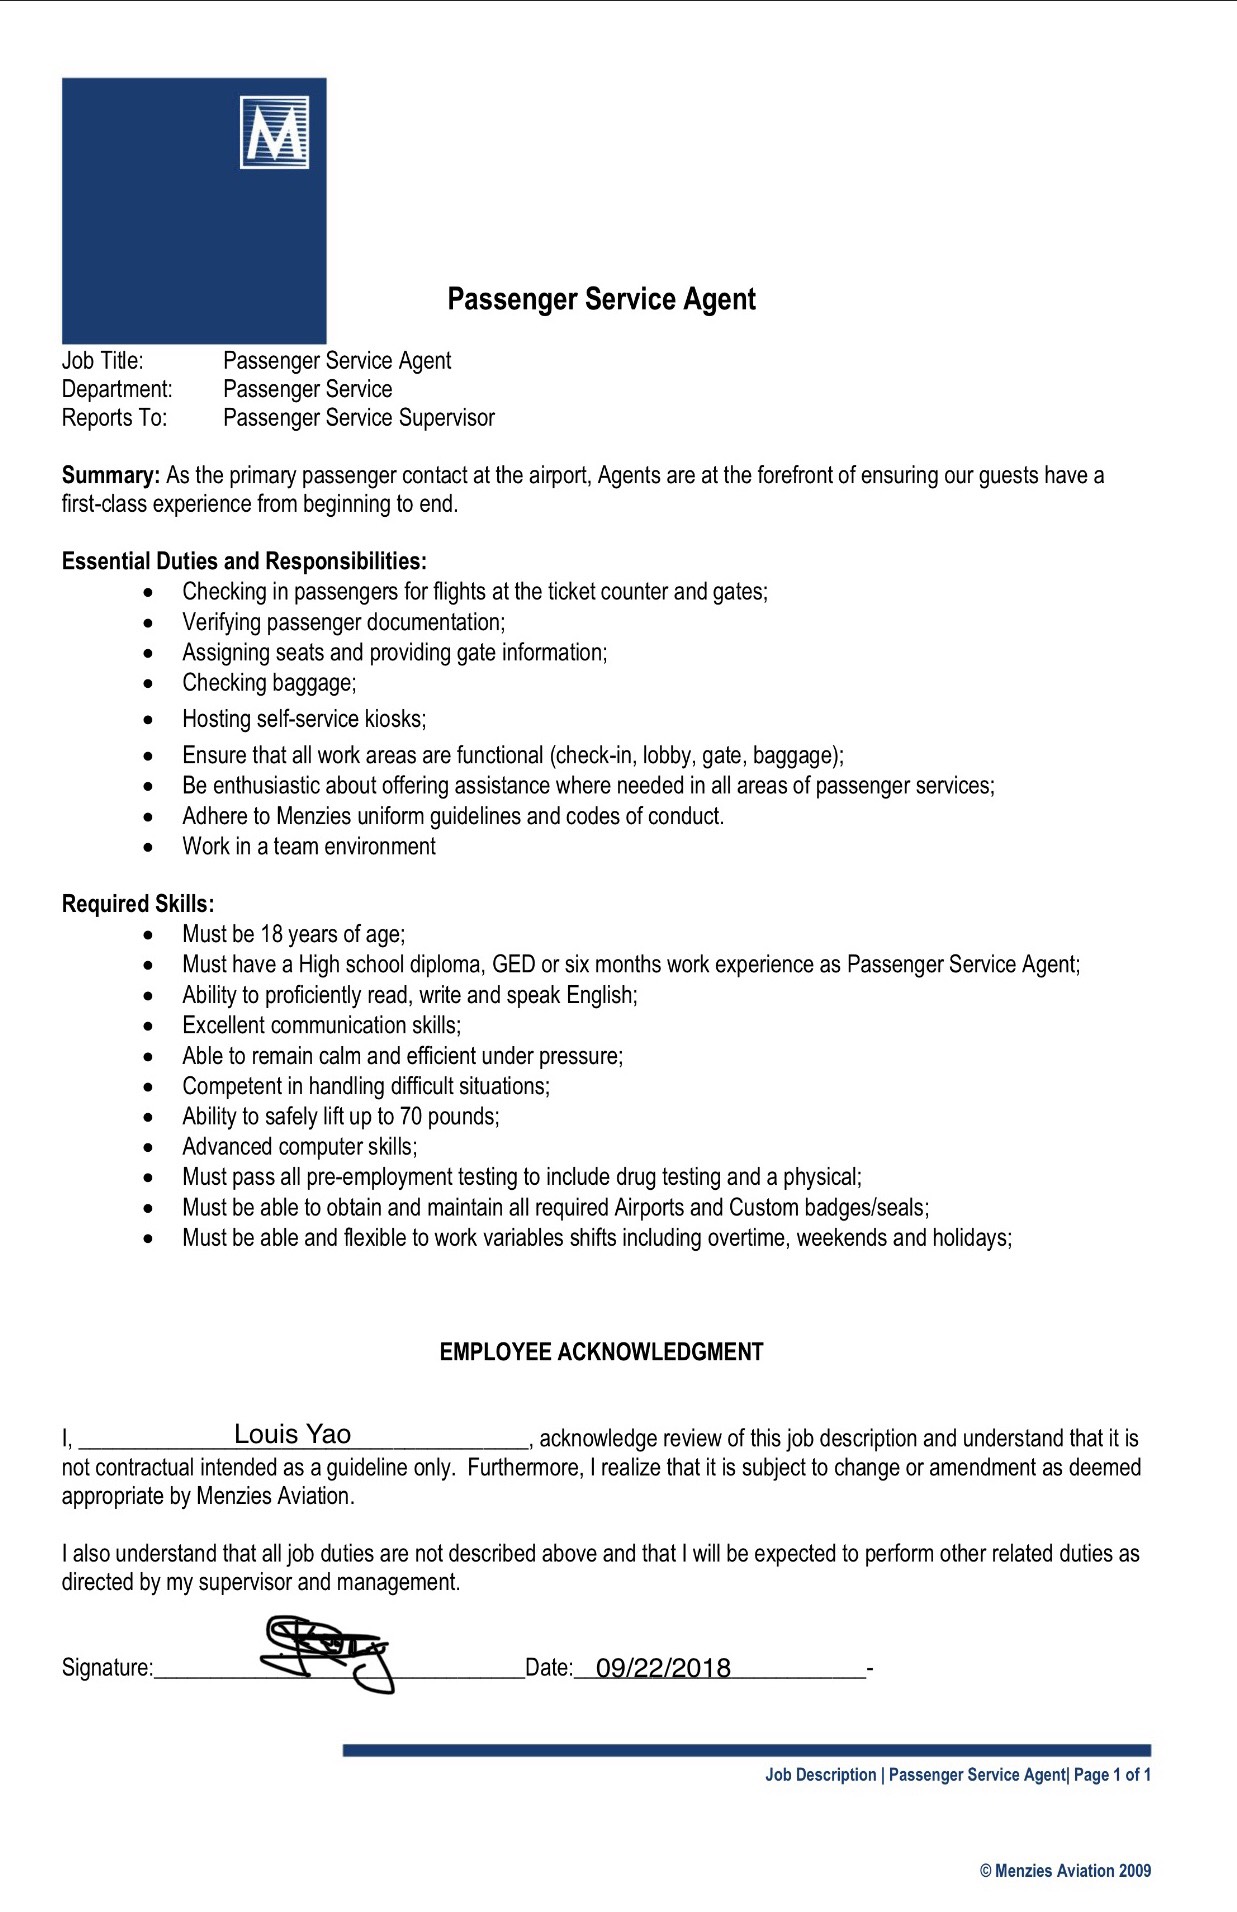 M
Passenger Service Agent
Job Title: Passenger Service Agent
Department: Passenger Service
Reports To: Passenger Service Supervisor
Summary: As the primary passenger contact at the airport, Agents are at the forefront of ensuring our guests have a
first-class experience from beginning to end.
Essential Duties and Responsibilities:
• Checking in passengers for flights at the ticket counter and gates;
• Verifying passenger documentation;
• Assigning seats and providing gate information;
• Checking baggage;
• Hosting self-service kiosks;
• Ensure that all work areas are functional (check-in, lobby, gate, baggage);
• Be enthusiastic about offering assistance where needed in all areas of passenger services;
• Adhere to Menzies uniform guidelines and codes of conduct.
• Work in a team environment
Required Skills:
• Must be 18 years of age;
• Must have a High school diploma, GED or six months work experience as Passenger Service Agent;
• Ability to proficiently read, write and speak English;
• Excellent communication skills;
• Able to remain calm and efficient under pressure;
• Competent in handling difficult situations;
• Ability to safely lift up to 70 pounds;
• Advanced computer skills;
• Must pass all pre-employment testing to include drug testing and a physical;
• Must be able to obtain and maintain all required Airports and Custom badges/seals;
• Must be able and flexible to work variables shifts including overtime, weekends and holidays;
EMPLOYEE ACKNOWLEDGMENT
I, Louis Yao, acknowledge review of this job description and understand that it is
not contractual intended as a guideline only. Furthermore, I realize that it is subject to change or amendment as deemed
appropriate by Menzies Aviation.
I also understand that all job duties are not described above and that I will be expected to perform other related duties as
directed by my supervisor and management.
Signature: Date: 09/22/2018 -
Job Description | Passenger Service Agent| Page 1 of 1
© Menzies Aviation 2009